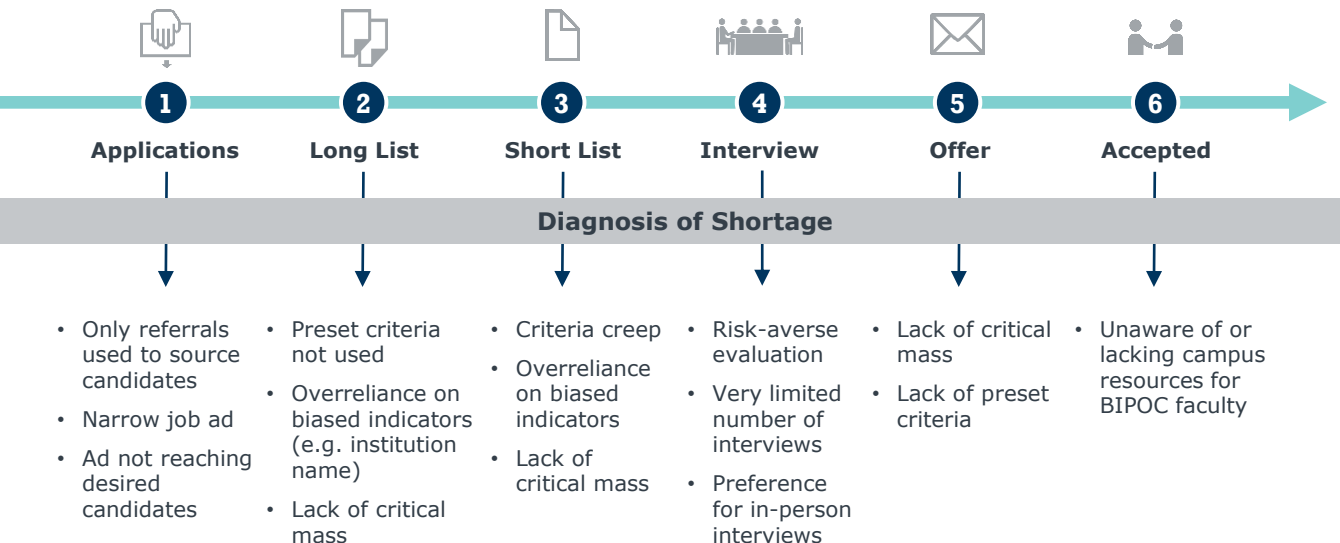 1 2 3 4 5 6
Applications Long List Short List Interview Offer Accepted
Diagnosis of Shortage
• Only referrals
used to source
candidates
• Narrow job ad
• Ad not reaching
desired
candidates
• Preset criteria
not used
• Overreliance on
biased indicators
(e.g. institution
name)
• Lack of critical
mass
• Criteria creep
• Overreliance
on biased
indicators
• Lack of
critical mass
• Risk-averse
evaluation
• Very limited
number of
interviews
• Preference
for in-person
interviews
• Lack of critical
mass
• Lack of preset
criteria
• Unaware of or
lacking campus
resources for
BIPOC faculty